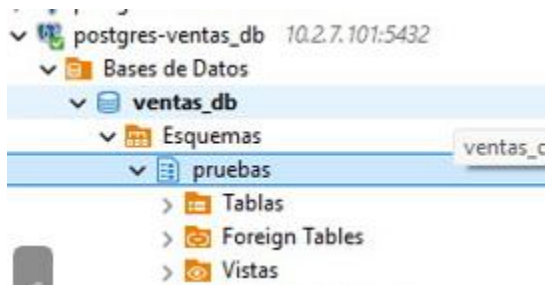 postgres-ventas_db 10.2.7.101:5432
Bases de Datos
ventas_db
Esquemas
pruebas
Tablas
Foreign Tables
Vistas